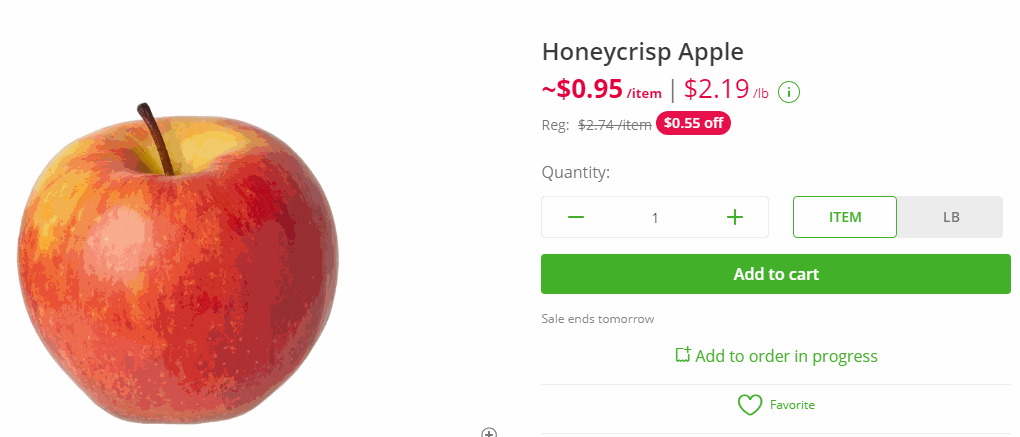 Honeycrisp Apple
~$0.95 /item | $2.19 /lb
Reg: $2.74 /item $0.55 off
Quantity:
1 ITEM LB
Add to cart
Sale ends tomorrow
Add to order in progress
Favorite